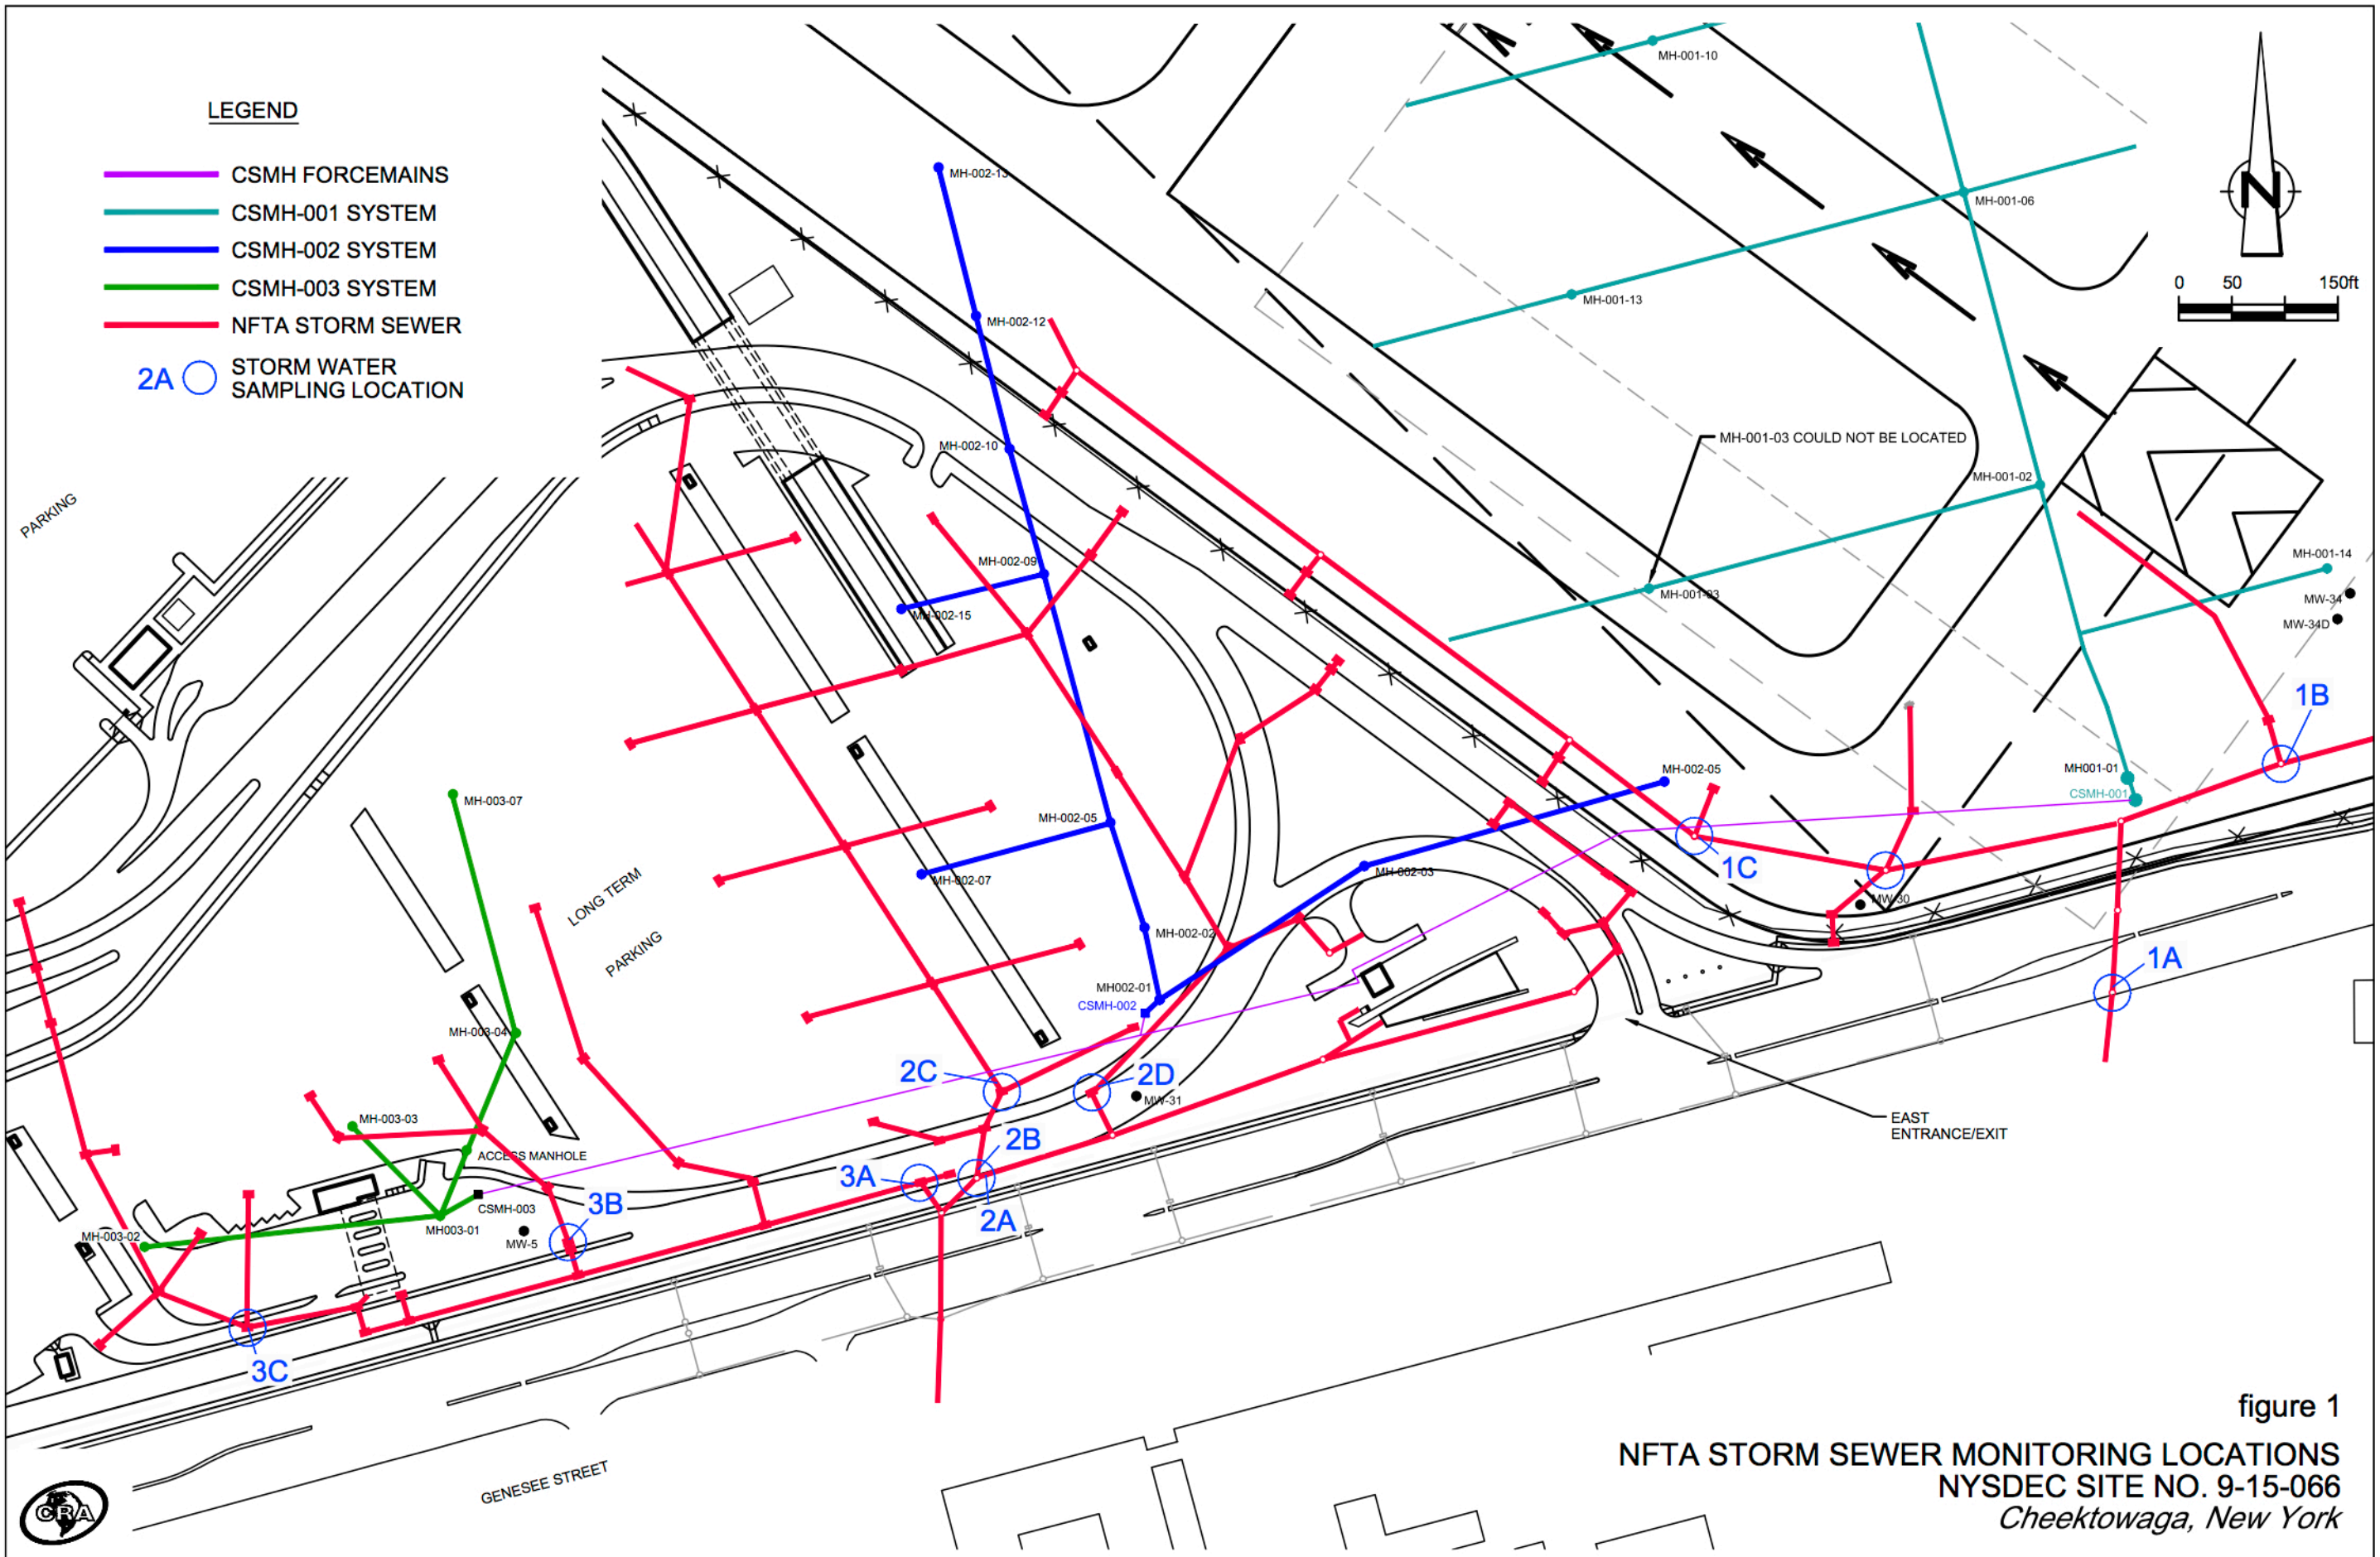 LEGEND
CSMH FORCEMAINS
CSMH-001 SYSTEM
CSMH-002 SYSTEM
CSMH-003 SYSTEM
NFTA STORM SEWER
2A
STORM WATER
SAMPLING LOCATION
MH-001-10
MH-002-13
MH-001-06
N
0 50 150ft
MH-001-13
MH-002-12
MH-002-10
MH-001-03 COULD NOT BE LOCATED
MH-001-02
PARKING
MH-002-09
MH-001-14
MH-002-15
MH-001-03
MW-34
MW-34D
1B
MH-002-05
MH001-01
CSMH-001
MH-003-07
MH-002-05
1C
MH-002-07
MH-002-03
LONG TERM
PARKING
MW-30
MH-002-02
1A
MH002-01
CSMH-002
MH-003-04
2C
2D
MW-31
EAST
ENTRANCE/EXIT
MH-003-03
2B
ACCESS MANHOLE
3A
3B
2A
CSMH-003
MH003-01
MH-003-02
MW-5
3C
GENESEE STREET
CRA
figure 1
NFTA STORM SEWER MONITORING LOCATIONS
NYSDEC SITE NO. 9-15-066
Cheektowaga, New York